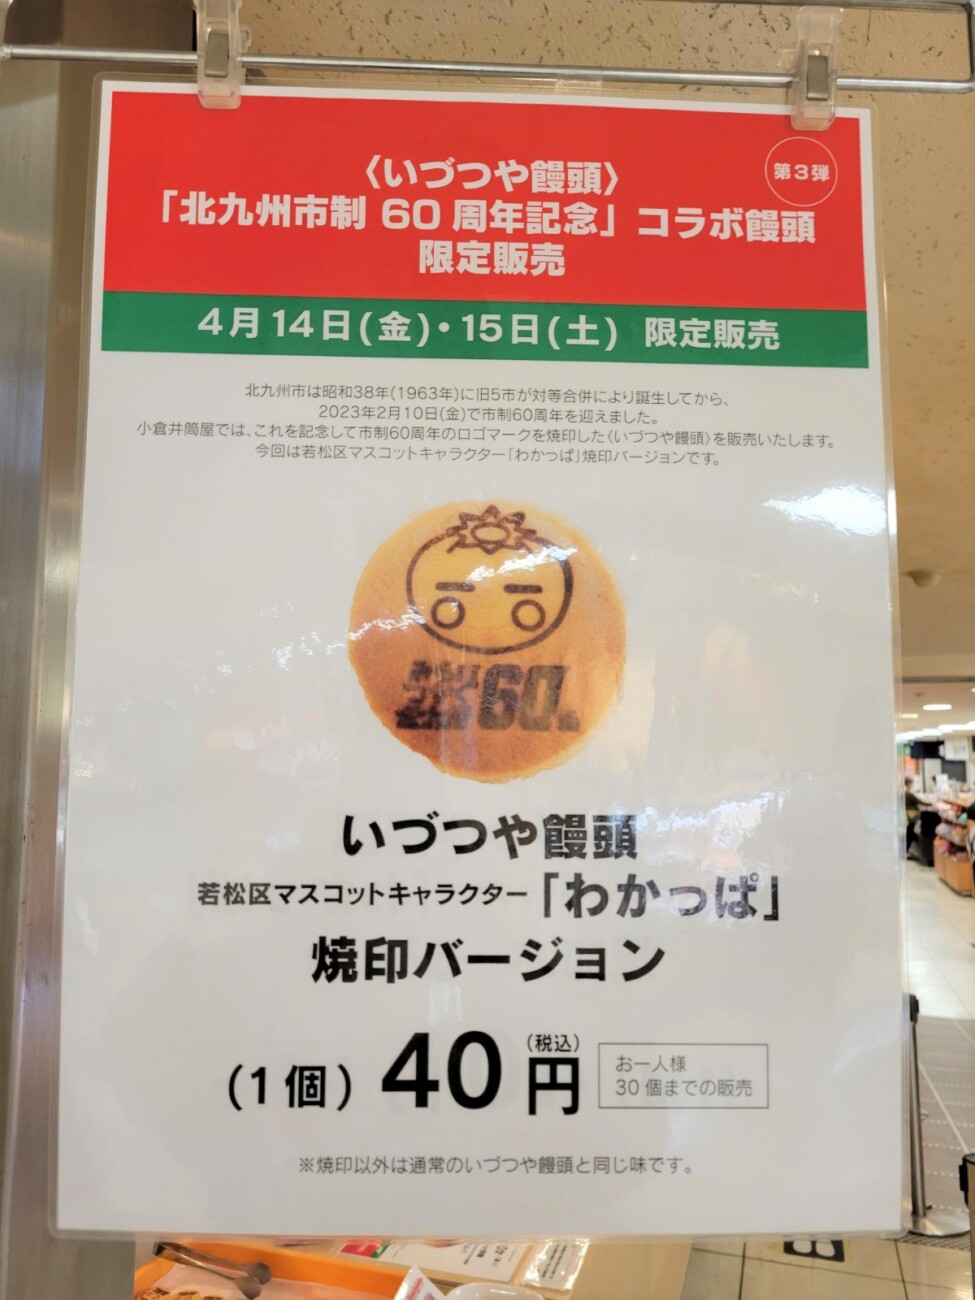 〈いづつや饅頭〉
第3弾
「北九州市制 60 周年記念」コラボ饅頭
限定販売
4月14日(金)・15日(土) 限定販売
北九州市は昭和38年(1963年)に旧5市が対等合併により誕生してから、
2023年2月10日(金)で市制60周年を迎えました。
小倉井筒屋では、これを記念して市制60周年のロゴマークを焼印した〈いづつや饅頭〉を販売いたします。
今回は若松区マスコットキャラクター「わかっぱ」焼印バージョンです。
60
いづつや饅頭
若松区マスコットキャラクター「わかっぱ」
焼印バージョン
(1個) 40円 (税込)
お一人様
30個までの販売
※焼印以外は通常のいづつや饅頭と同じ味です。